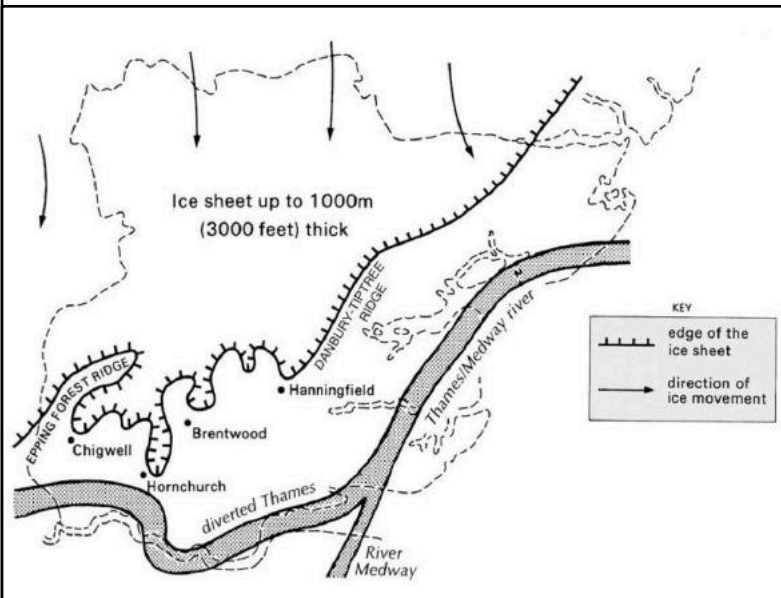 Ice sheet up to 1000m
(3000 feet) thick
DANBURY-TIPTREE
RIDGE
EPPING FOREST RIDGE
Hanningfield
Brentwood
Chigwell
Hornchurch
Thames/Medway river
diverted Thames
River
Medway
KEY
edge of the
ice sheet
direction of
ice movement